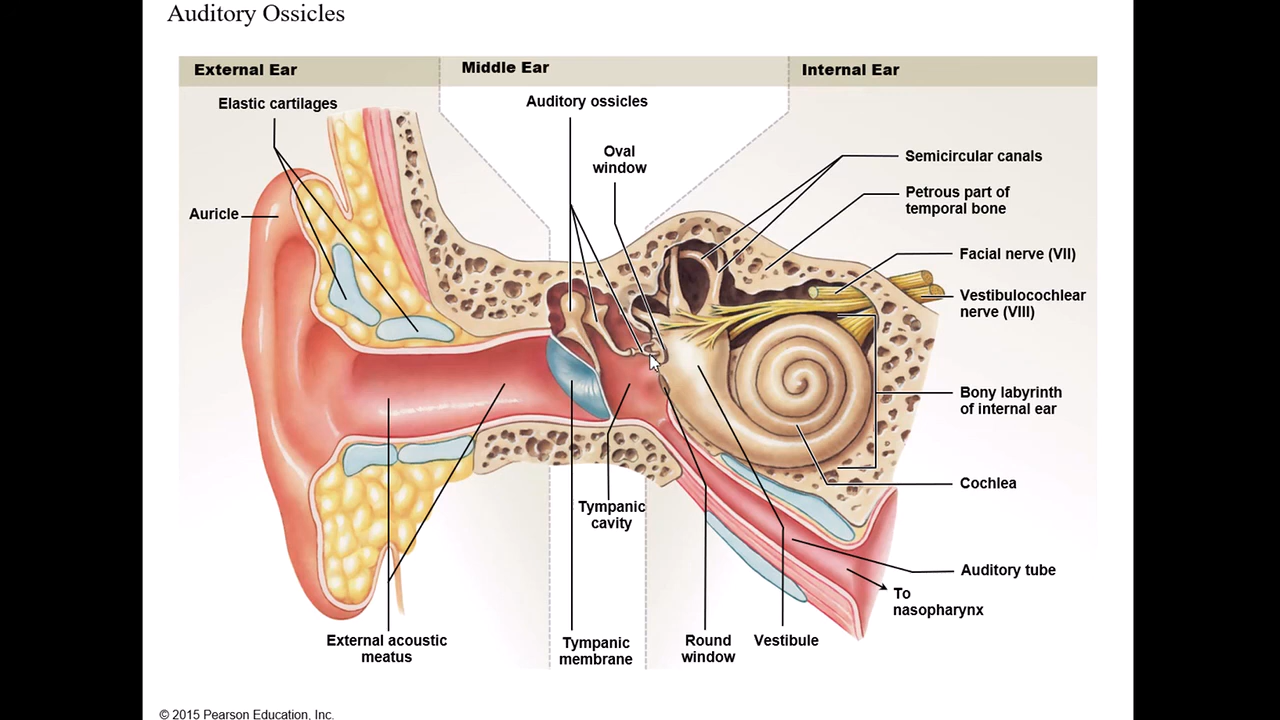 Auditory Ossicles
External Ear
Middle Ear
Internal Ear
Elastic cartilages
Auditory ossicles
Oval
window
Semicircular canals
Auricle
Petrous part of
temporal bone
Facial nerve (VII)
Vestibulocochlear
nerve (VIII)
Bony labyrinth
of internal ear
Cochlea
Tympanic
cavity
Auditory tube
To
nasopharynx
External acoustic
meatus
Tympanic
membrane
Round
window
Vestibule
© 2015 Pearson Education, Inc.